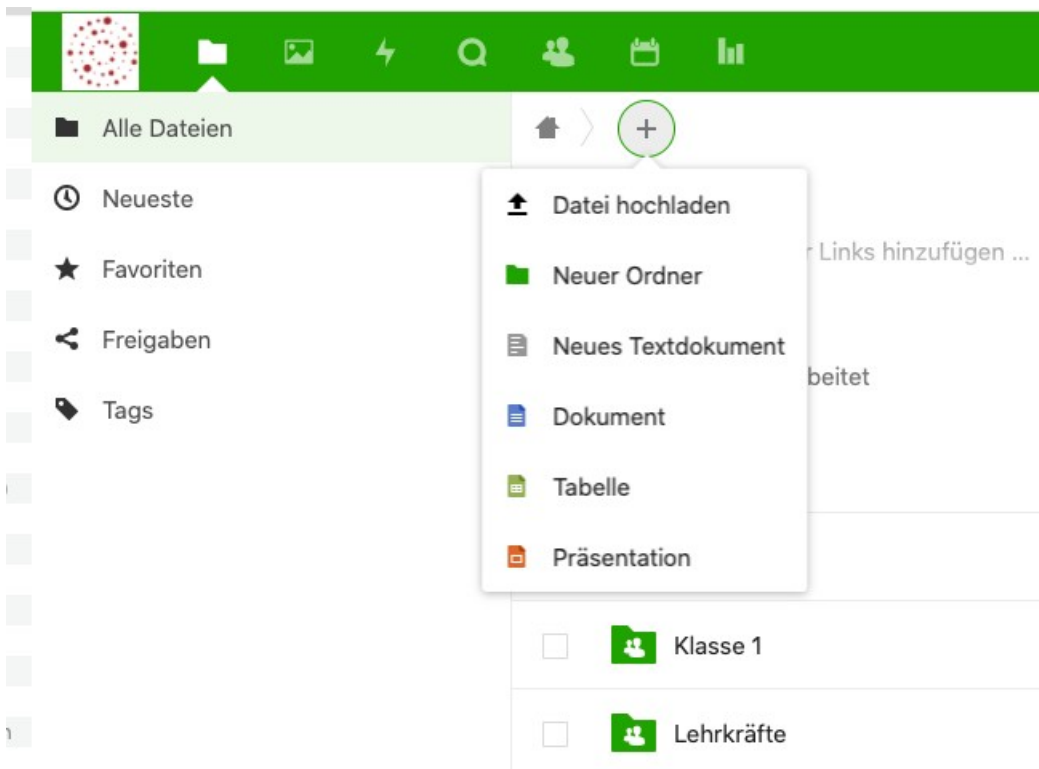 Alle Dateien
Neueste
Favoriten
Freigaben
Tags
Datei hochladen
Neuer Ordner
Neues Textdokument
Dokument
Tabelle
Präsentation
Links hinzufügen ...
beitet
Klasse 1
Lehrkräfte